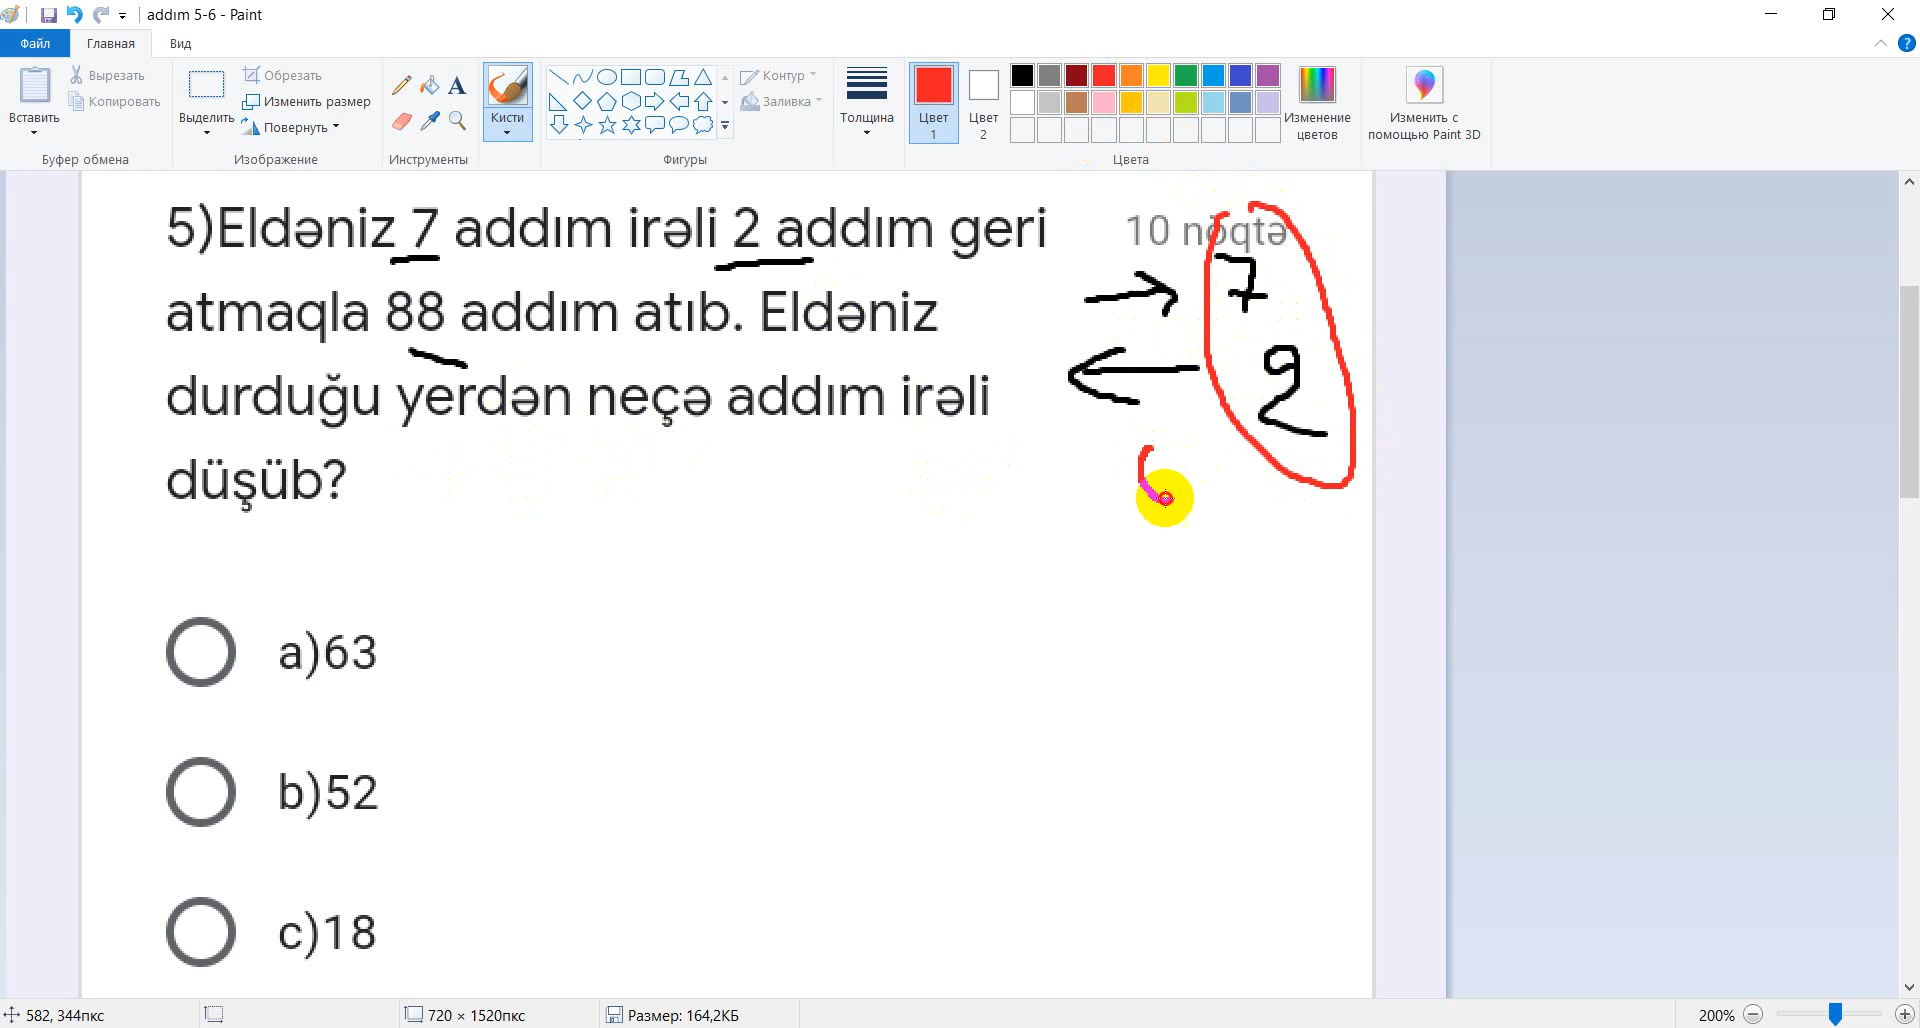 addım 5-6 - Paint
Файл Главная Вид
Вставить
Вырезать
Копировать
Буфер обмена
Выделить
Обрезать
Изменить размер
Повернуть
Изображение
A
Инструменты
Кисти
Контур
Заливка
Фигуры
Толщина
Цвет 1
Цвет 2
Цвета
Изменение цветов
Изменить с помощью Paint 3D
5)Eldəniz 7 addım irəli 2 addım geri
10 nöqtə
atmaqla 88 addım atıb. Eldəniz
7
durduğu yerdən neçə addım irəli
2
düşüb?
a)63
b)52
c)18
582, 344пкс
720 × 1520пкс
Размер: 164,2КБ
200%